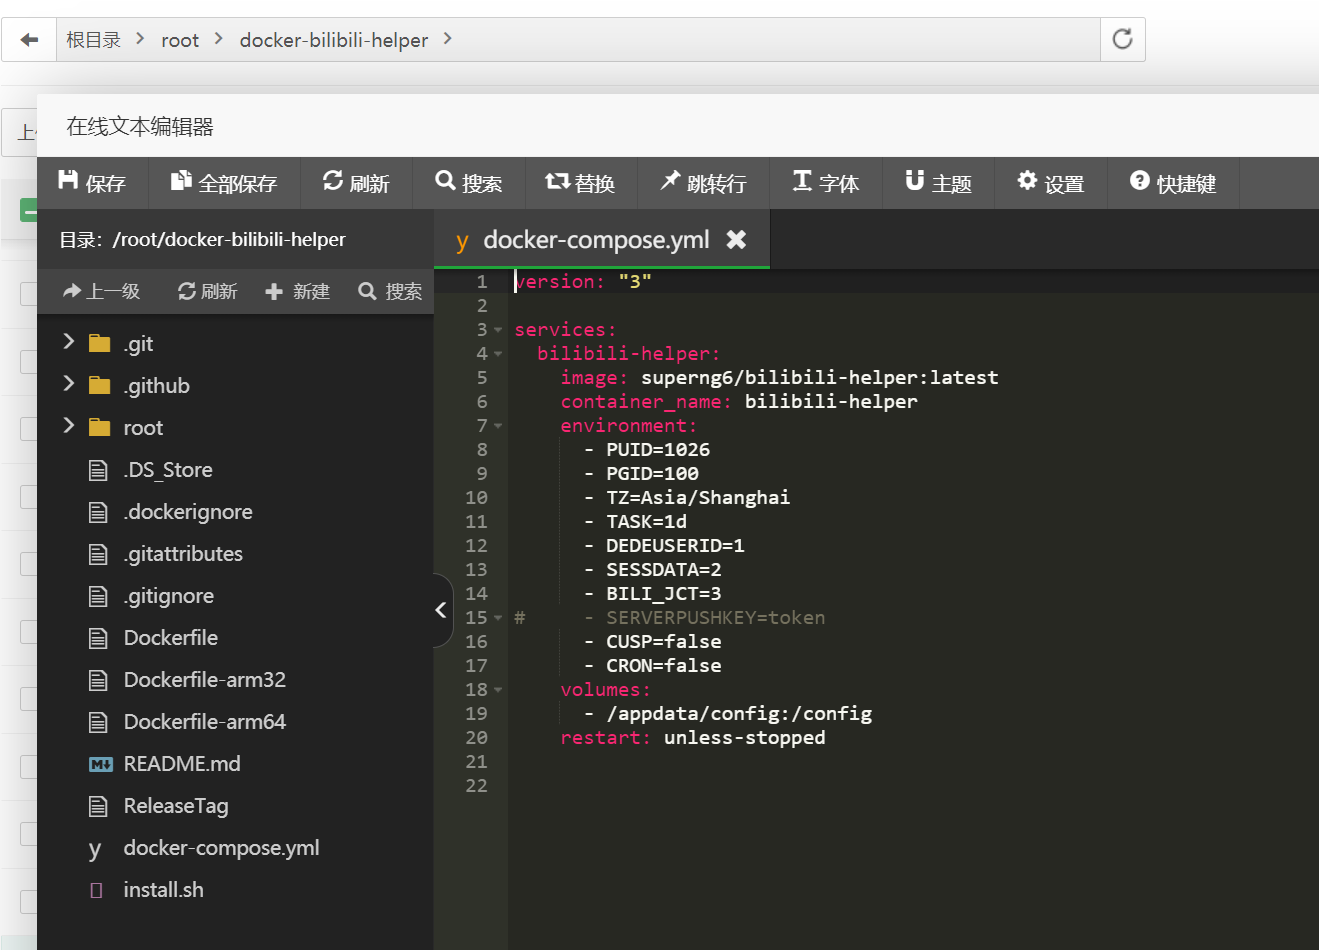 根目录 root docker-bilibili-helper
上
在线文本编辑器
保存 全部保存 刷新 搜索 替换 跳转行 字体 主题 设置 快捷键
目录：/root/docker-bilibili-helper
y docker-compose.yml
上一级 刷新 新建 搜索
.git
.github
root
.DS_Store
.dockerignore
.gitattributes
.gitignore
Dockerfile
Dockerfile-arm32
Dockerfile-arm64
README.md
ReleaseTag
y docker-compose.yml
install.sh
1 version: "3"
2
3 services:
4 bilibili-helper:
5 image: superng6/bilibili-helper:latest
6 container_name: bilibili-helper
7 environment:
8 - PUID=1026
9 - PGID=100
10 - TZ=Asia/Shanghai
11 - TASK=1d
12 - DEDEUSERID=1
13 - SESSDATA=2
14 - BILI_JCT=3
15 # - SERVERPUSHKEY=token
16 - CUSP=false
17 - CRON=false
18 volumes:
19 - /appdata/config:/config
20 restart: unless-stopped
21
22